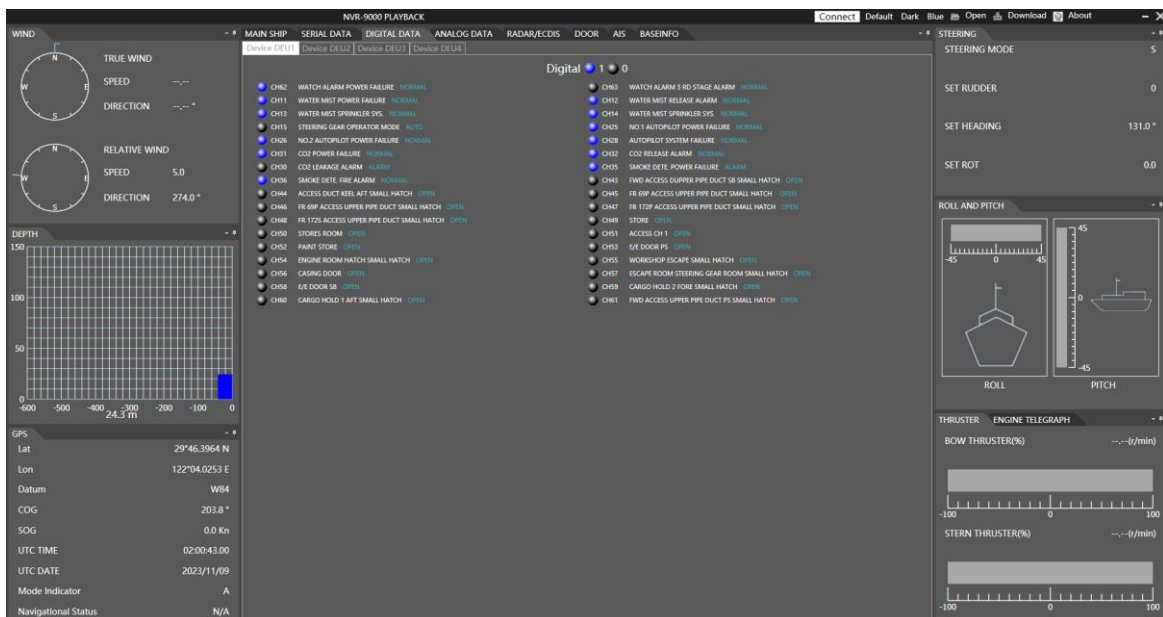 NVR-9000 PLAYBACK
Connect Default Dark Blue Open Download About
WIND
TRUE WIND
N
W E
S
SPEED --.--
DIRECTION --.-- °
RELATIVE WIND
N
W E
S
SPEED 5.0
DIRECTION 274.0 °
DEPTH
150
100
50
0
-600 -500 -400 -300 -200 -100 0
24.3 m
GPS
Lat 29°46.3964 N
Lon 122°04.0253 E
Datum W84
COG 203.8 °
SOG 0.0 Kn
UTC TIME 02:00:43.00
UTC DATE 2023/11/09
Mode Indicator A
Navigational Status N/A
MAIN SHIP SERIAL DATA DIGITAL DATA ANALOG DATA RADAR/ECDIS DOOR AIS BASEINFO
Device DEU1 Device DEU2 Device DEU3 Device DEU4
Digital 1 0
CH62 WATCH ALARM POWER FAILURE NORMAL
CH63 WATCH ALARM 3 RD STAGE ALARM NORMAL
CH11 WATER MIST POWER FAILURE NORMAL
CH12 WATER MIST RELEASE ALARM NORMAL
CH13 WATER MIST SPRINKLER SYS. NORMAL
CH14 WATER MIST SPRINKLER SYS. NORMAL
CH15 STEERING GEAR OPERATOR MODE AUTO
CH25 NO.1 AUTOPILOT POWER FAILURE NORMAL
CH26 NO.2 AUTOPILOT POWER FAILURE NORMAL
CH28 AUTOPILOT SYSTEM FAILURE NORMAL
CH31 CO2 POWER FAILURE NORMAL
CH32 CO2 RELEASE ALARM NORMAL
CH30 CO2 LEAKAGE ALARM ALARM
CH35 SMOKE DETE. POWER FAILURE ALARM
CH36 SMOKE DETE. FIRE ALARM NORMAL
CH43 FWD ACCESS DUPPER PIPE DUCT SB SMALL HATCH OPEN
CH44 ACCESS DUCT KEEL AFT SMALL HATCH OPEN
CH45 FR 69P ACCESS UPPER PIPE DUCT SMALL HATCH OPEN
CH46 FR 69P ACCESS UPPER PIPE DUCT SMALL HATCH OPEN
CH47 FR 172P ACCESS UPPER PIPE DUCT SMALL HATCH OPEN
CH48 FR 172S ACCESS UPPER PIPE DUCT SMALL HATCH OPEN
CH49 STORE OPEN
CH50 STORES ROOM OPEN
CH51 ACCESS CH 1 OPEN
CH52 PAINT STORE OPEN
CH53 E/E DOOR PS OPEN
CH54 ENGINE ROOM HATCH SMALL HATCH OPEN
CH55 WORKSHOP ESCAPE SMALL HATCH OPEN
CH56 CASING DOOR OPEN
CH57 ESCAPE ROOM STEERING GEAR ROOM SMALL HATCH OPEN
CH58 E/E DOOR SB OPEN
CH59 CARGO HOLD 2 FORE SMALL HATCH OPEN
CH60 CARGO HOLD 1 AFT SMALL HATCH OPEN
CH61 FWD ACCESS UPPER PIPE DUCT PS SMALL HATCH OPEN
STEERING
STEERING MODE S
SET RUDDER 0
SET HEADING 131.0 °
SET ROT 0.0
ROLL AND PITCH
-45 0 45
45
0
-45
ROLL PITCH
THRUSTER ENGINE TELEGRAPH
BOW THRUSTER(%) --.--(r/min)
-100 0 100
STERN THRUSTER(%) --.--(r/min)
-100 0 100